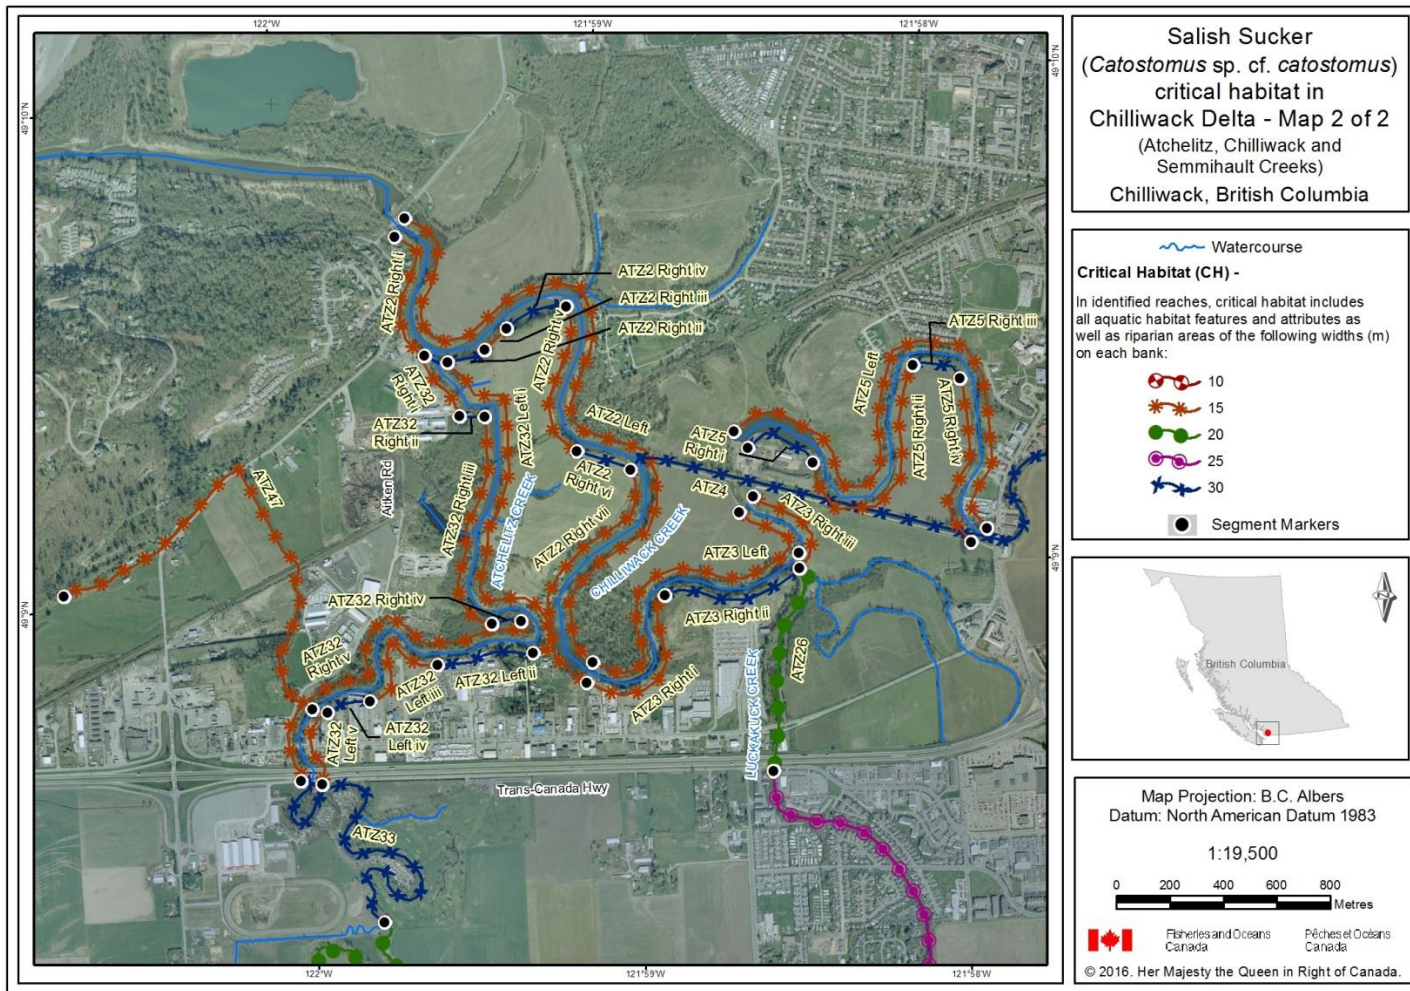 122°W
121°59'W
121°58'W
49°10'N
49°10'N
ATZ2 Right i
ATZ2 Right iv
ATZ2 Right iii
ATZ2 Right ii
ATZ2 Right v
ATZ32 Right i
ATZ32 Left i
ATZ32
Right ii
ATZ2 Left
ATZ2
Right vi
ATZ5 Right iii
ATZ5 Left
ATZ5 Right ii
ATZ5 Right iv
ATZ5
Right i
ATZ4
ATZ47
Aitken Rd
ATZ32 Right iii
ATCHELITZ CREEK
ATZ2 Right vii
CHILLIWACK CREEK
ATZ3 Right iii
ATZ3 Left
ATZ3 Right ii
49°9'N
49°9'N
ATZ32 Right iv
ATZ32
Right v
ATZ32
Left iii
ATZ32 Left ii
ATZ3 Right i
ATZ26
LUCKAKUCK CREEK
ATZ32
Left v
ATZ32
Left iv
Trans-Canada Hwy
ATZ33
122°W
121°59'W
121°58'W
Salish Sucker
(Catostomus sp. cf. catostomus)
critical habitat in
Chilliwack Delta - Map 2 of 2
(Atchelitz, Chilliwack and
Semmihault Creeks)
Chilliwack, British Columbia
Watercourse
Critical Habitat (CH) -
In identified reaches, critical habitat includes
all aquatic habitat features and attributes as
well as riparian areas of the following widths (m)
on each bank:
10
15
20
25
30
Segment Markers
British Columbia
Map Projection: B.C. Albers
Datum: North American Datum 1983
1:19,500
0 200 400 600 800
Metres
Fisheries and Oceans
Canada
Pêches et Océans
Canada
© 2016. Her Majesty the Queen in Right of Canada.